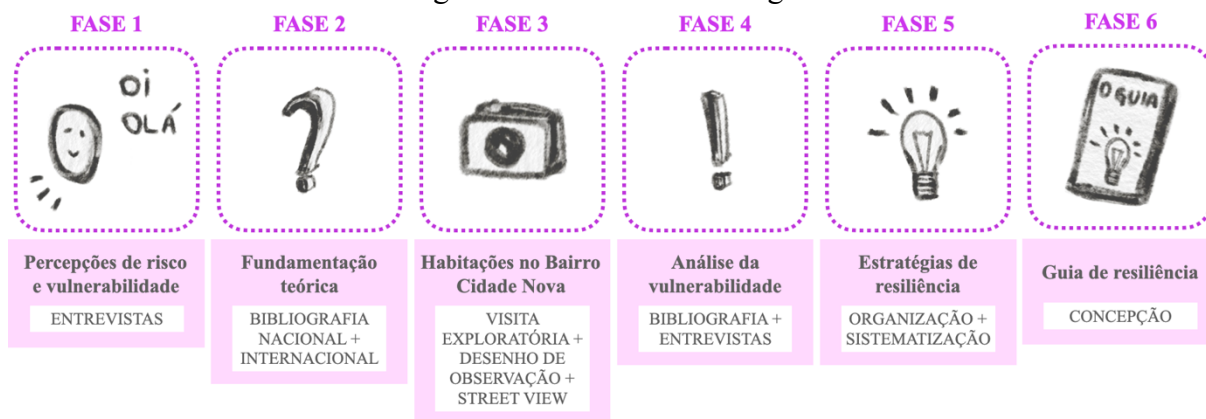 FASE 1
FASE 2
FASE 3
FASE 4
FASE 5
FASE 6
OI
OLÁ
O GUIA
Percepções de risco
e vulnerabilidade
ENTREVISTAS
Fundamentação
teórica
BIBLIOGRAFIA
NACIONAL +
INTERNACIONAL
Habitações no Bairro
Cidade Nova
VISITA
EXPLORATÓRIA +
DESENHO DE
OBSERVAÇÃO +
STREET VIEW
Análise da
vulnerabilidade
BIBLIOGRAFIA +
ENTREVISTAS
Estratégias de
resiliência
ORGANIZAÇÃO +
SISTEMATIZAÇÃO
Guia de resiliência
CONCEPÇÃO